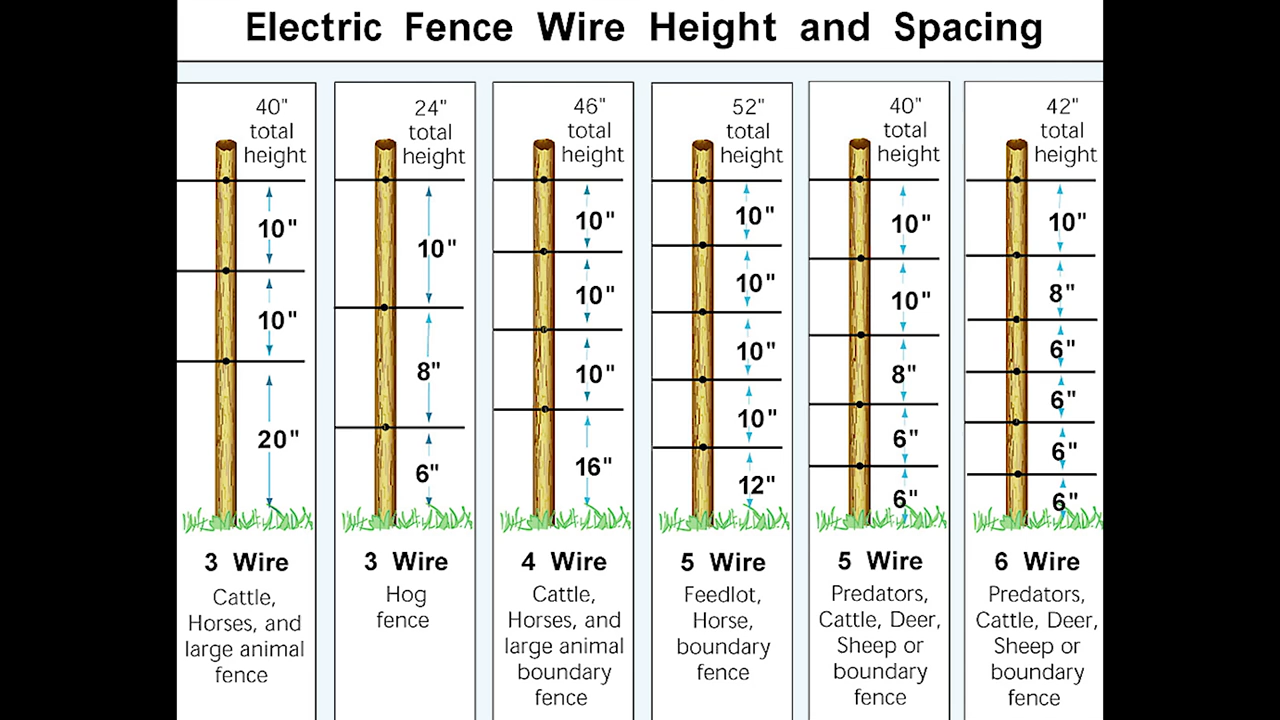 Electric Fence Wire Height and Spacing
40"
total
height
10"
10"
20"
3 Wire
Cattle,
Horses, and
large animal
fence
24"
total
height
10"
8"
6"
3 Wire
Hog
fence
46"
total
height
10"
10"
10"
16"
4 Wire
Cattle,
Horses, and
large animal
boundary
fence
52"
total
height
10"
10"
10"
10"
12"
5 Wire
Feedlot,
Horse,
boundary
fence
40"
total
height
10"
10"
8"
6"
6"
5 Wire
Predators,
Cattle, Deer,
Sheep or
boundary
fence
42"
total
height
10"
8"
6"
6"
6"
6"
6 Wire
Predators,
Cattle, Deer,
Sheep or
boundary
fence